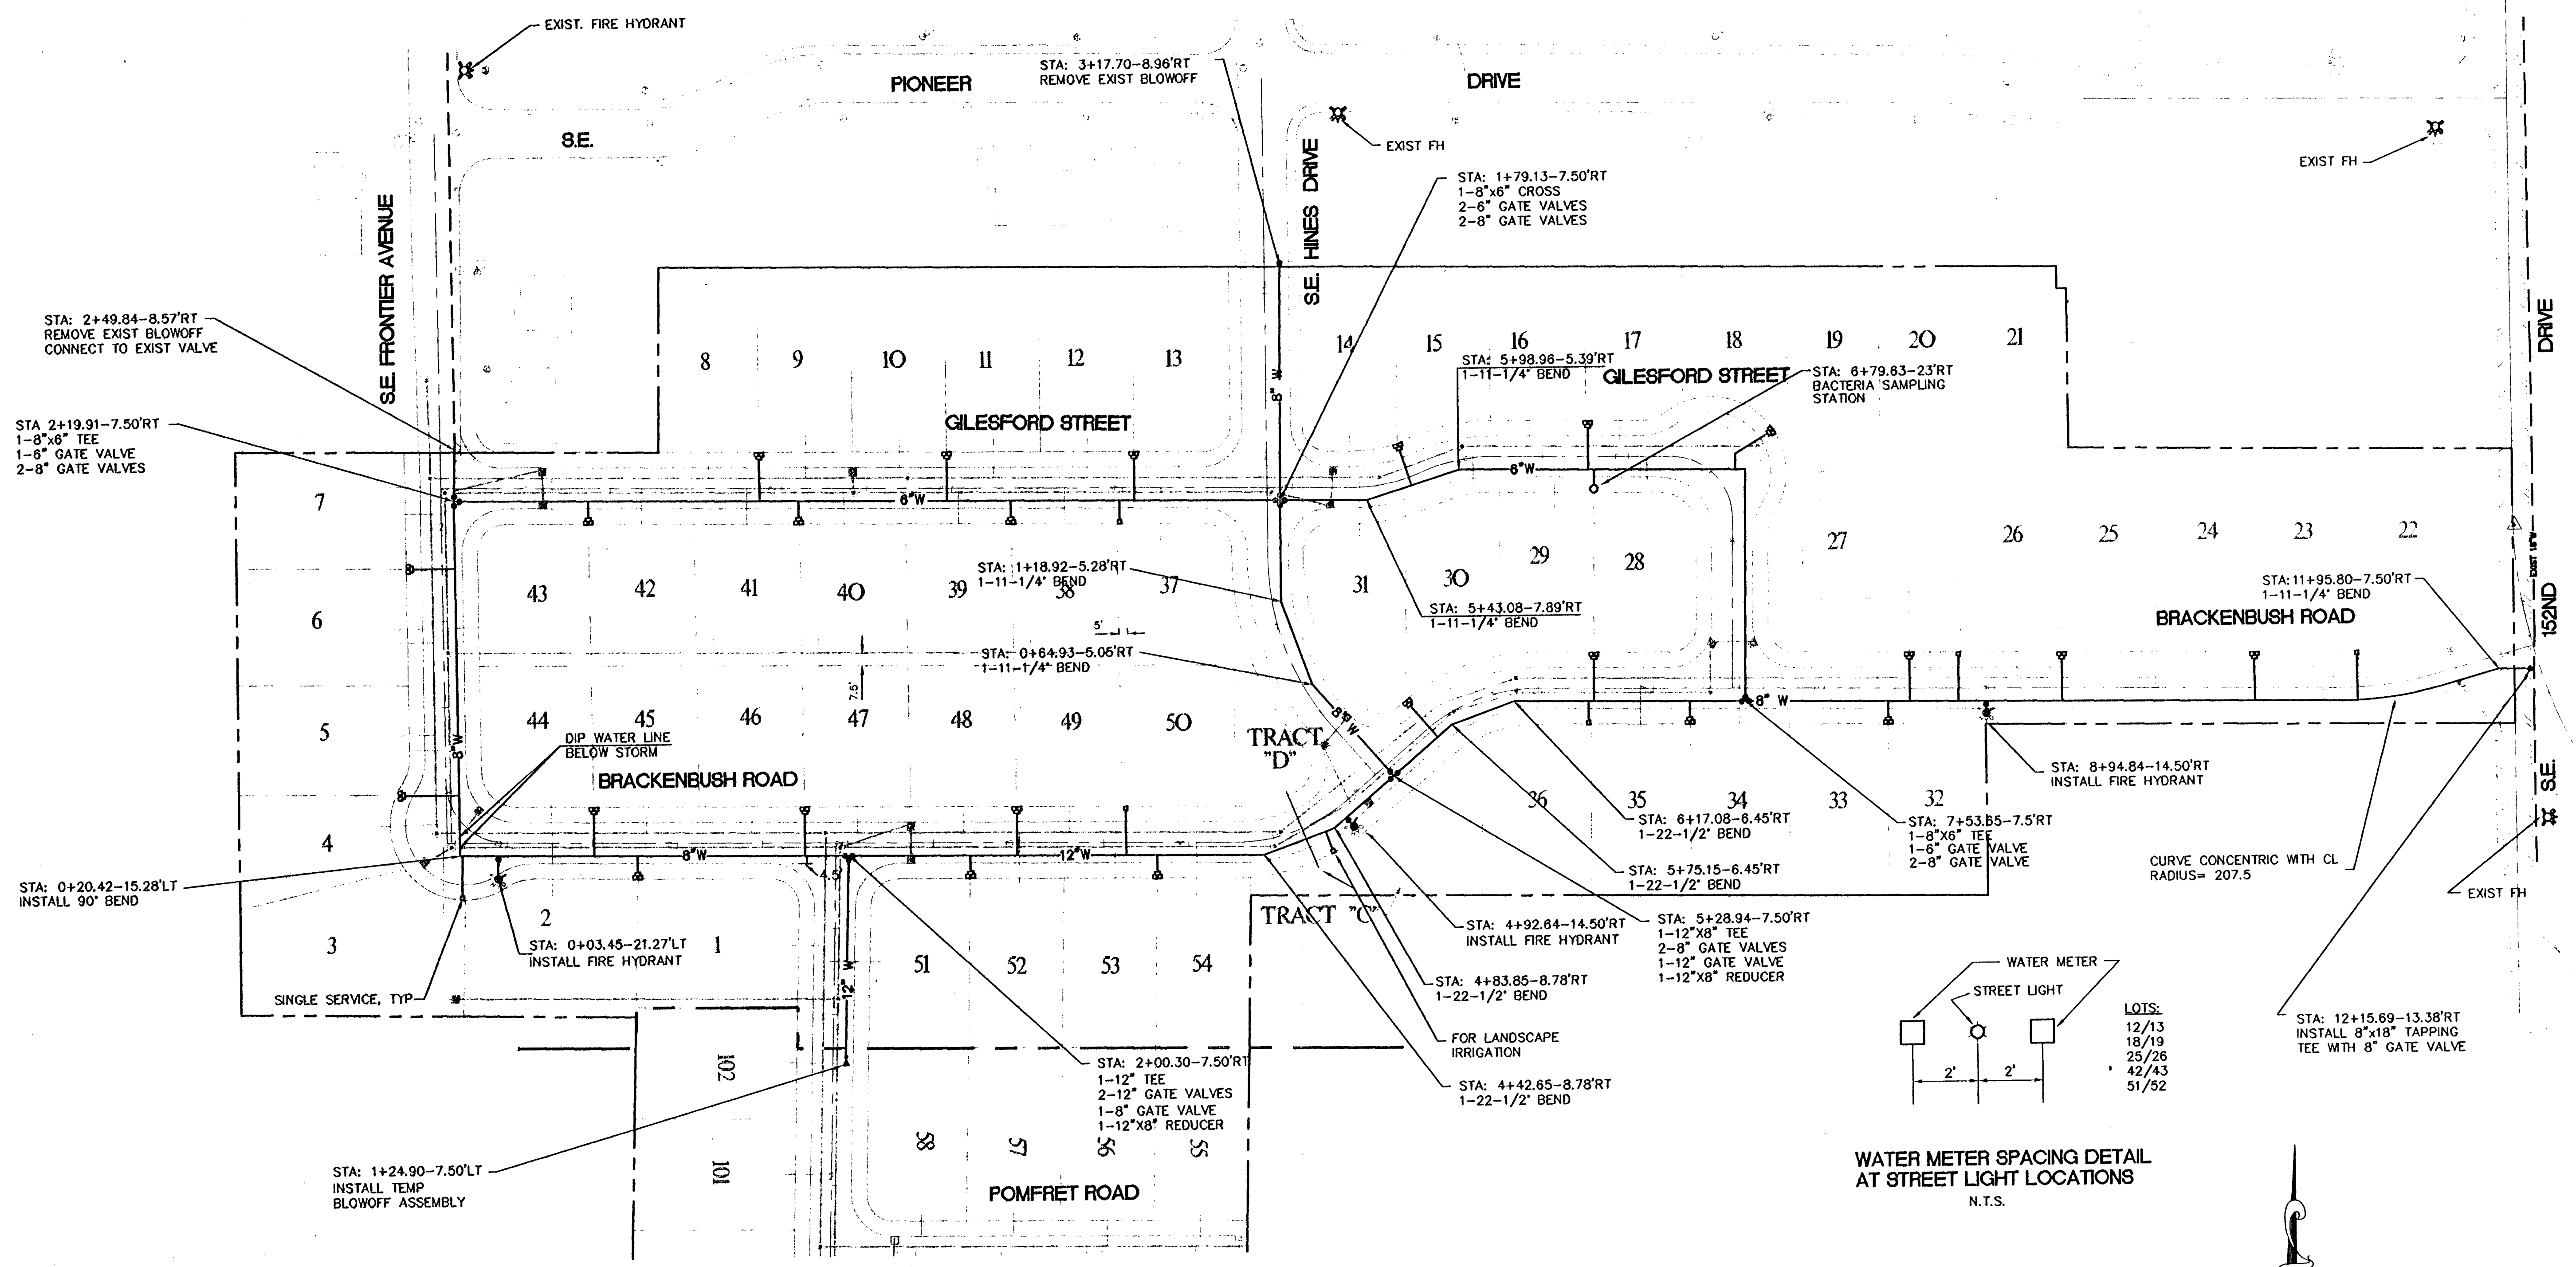 EXIST. FIRE HYDRANT
STA: 3+17.70-8.96'RT
REMOVE EXIST BLOWOFF
PIONEER
DRIVE
S.E.
EXIST FH
EXIST FH
S.E. FRONTIER AVENUE
S.E. HINES DRIVE
STA: 1+79.13-7.50'RT
1-8"x6" CROSS
2-6" GATE VALVES
2-8" GATE VALVES
STA: 2+49.84-8.57'RT
REMOVE EXIST BLOWOFF
CONNECT TO EXIST VALVE
8
9
10
11
12
13
8" W
14
15
16
17
18
19
20
21
DRIVE
STA: 5+98.96-5.39'RT
1-11-1/4° BEND
GILESFORD STREET
STA: 6+79.63-23'RT
BACTERIA SAMPLING
STATION
STA 2+19.91-7.50'RT
1-8"x6" TEE
1-6" GATE VALVE
2-8" GATE VALVES
GILESFORD STREET
6"W
6"W
7
6
5
4
3
43
42
41
40
39
38
37
STA: 1+18.92-5.28'RT
1-11-1/4° BEND
31
30
29
28
27
26
25
24
23
22
EXIST 18"W
STA: 5+43.08-7.89'RT
1-11-1/4° BEND
STA: 11+95.80-7.50'RT
1-11-1/4° BEND
BRACKENBUSH ROAD
152ND
5'
STA: 0+64.93-5.05'RT
1-11-1/4° BEND
7.5'
44
45
46
47
48
49
50
8"W
8" W
8" W
TRACT
"D"
DIP WATER LINE
BELOW STORM
BRACKENBUSH ROAD
STA: 8+94.84-14.50'RT
INSTALL FIRE HYDRANT
S.E.
36
35
34
33
32
STA: 6+17.08-6.45'RT
1-22-1/2° BEND
STA: 7+53.65-7.5'RT
1-8"X6" TEE
1-6" GATE VALVE
2-8" GATE VALVE
8"W
12"W
4.5'
STA: 5+75.15-6.45'RT
1-22-1/2° BEND
CURVE CONCENTRIC WITH CL
RADIUS= 207.5
EXIST FH
STA: 0+20.42-15.28'LT
INSTALL 90° BEND
2
1
STA: 0+03.45-21.27'LT
INSTALL FIRE HYDRANT
TRACT "C"
STA: 4+92.64-14.50'RT
INSTALL FIRE HYDRANT
STA: 5+28.94-7.50'RT
1-12"X8" TEE
2-8" GATE VALVES
1-12" GATE VALVE
1-12"X8" REDUCER
51
52
53
54
12" W
SINGLE SERVICE, TYP
STA: 4+83.85-8.78'RT
1-22-1/2° BEND
FOR LANDSCAPE
IRRIGATION
WATER METER
STREET LIGHT
2'
2'
LOTS:
12/13
18/19
25/26
42/43
51/52
STA: 12+15.69-13.38'RT
INSTALL 8"x18" TAPPING
TEE WITH 8" GATE VALVE
102
101
STA: 2+00.30-7.50'RT
1-12" TEE
2-12" GATE VALVES
1-8" GATE VALVE
1-12"X8" REDUCER
STA: 4+42.65-8.78'RT
1-22-1/2° BEND
58
57
56
55
STA: 1+24.90-7.50'LT
INSTALL TEMP
BLOWOFF ASSEMBLY
POMFRET ROAD
WATER METER SPACING DETAIL
AT STREET LIGHT LOCATIONS
N.T.S.